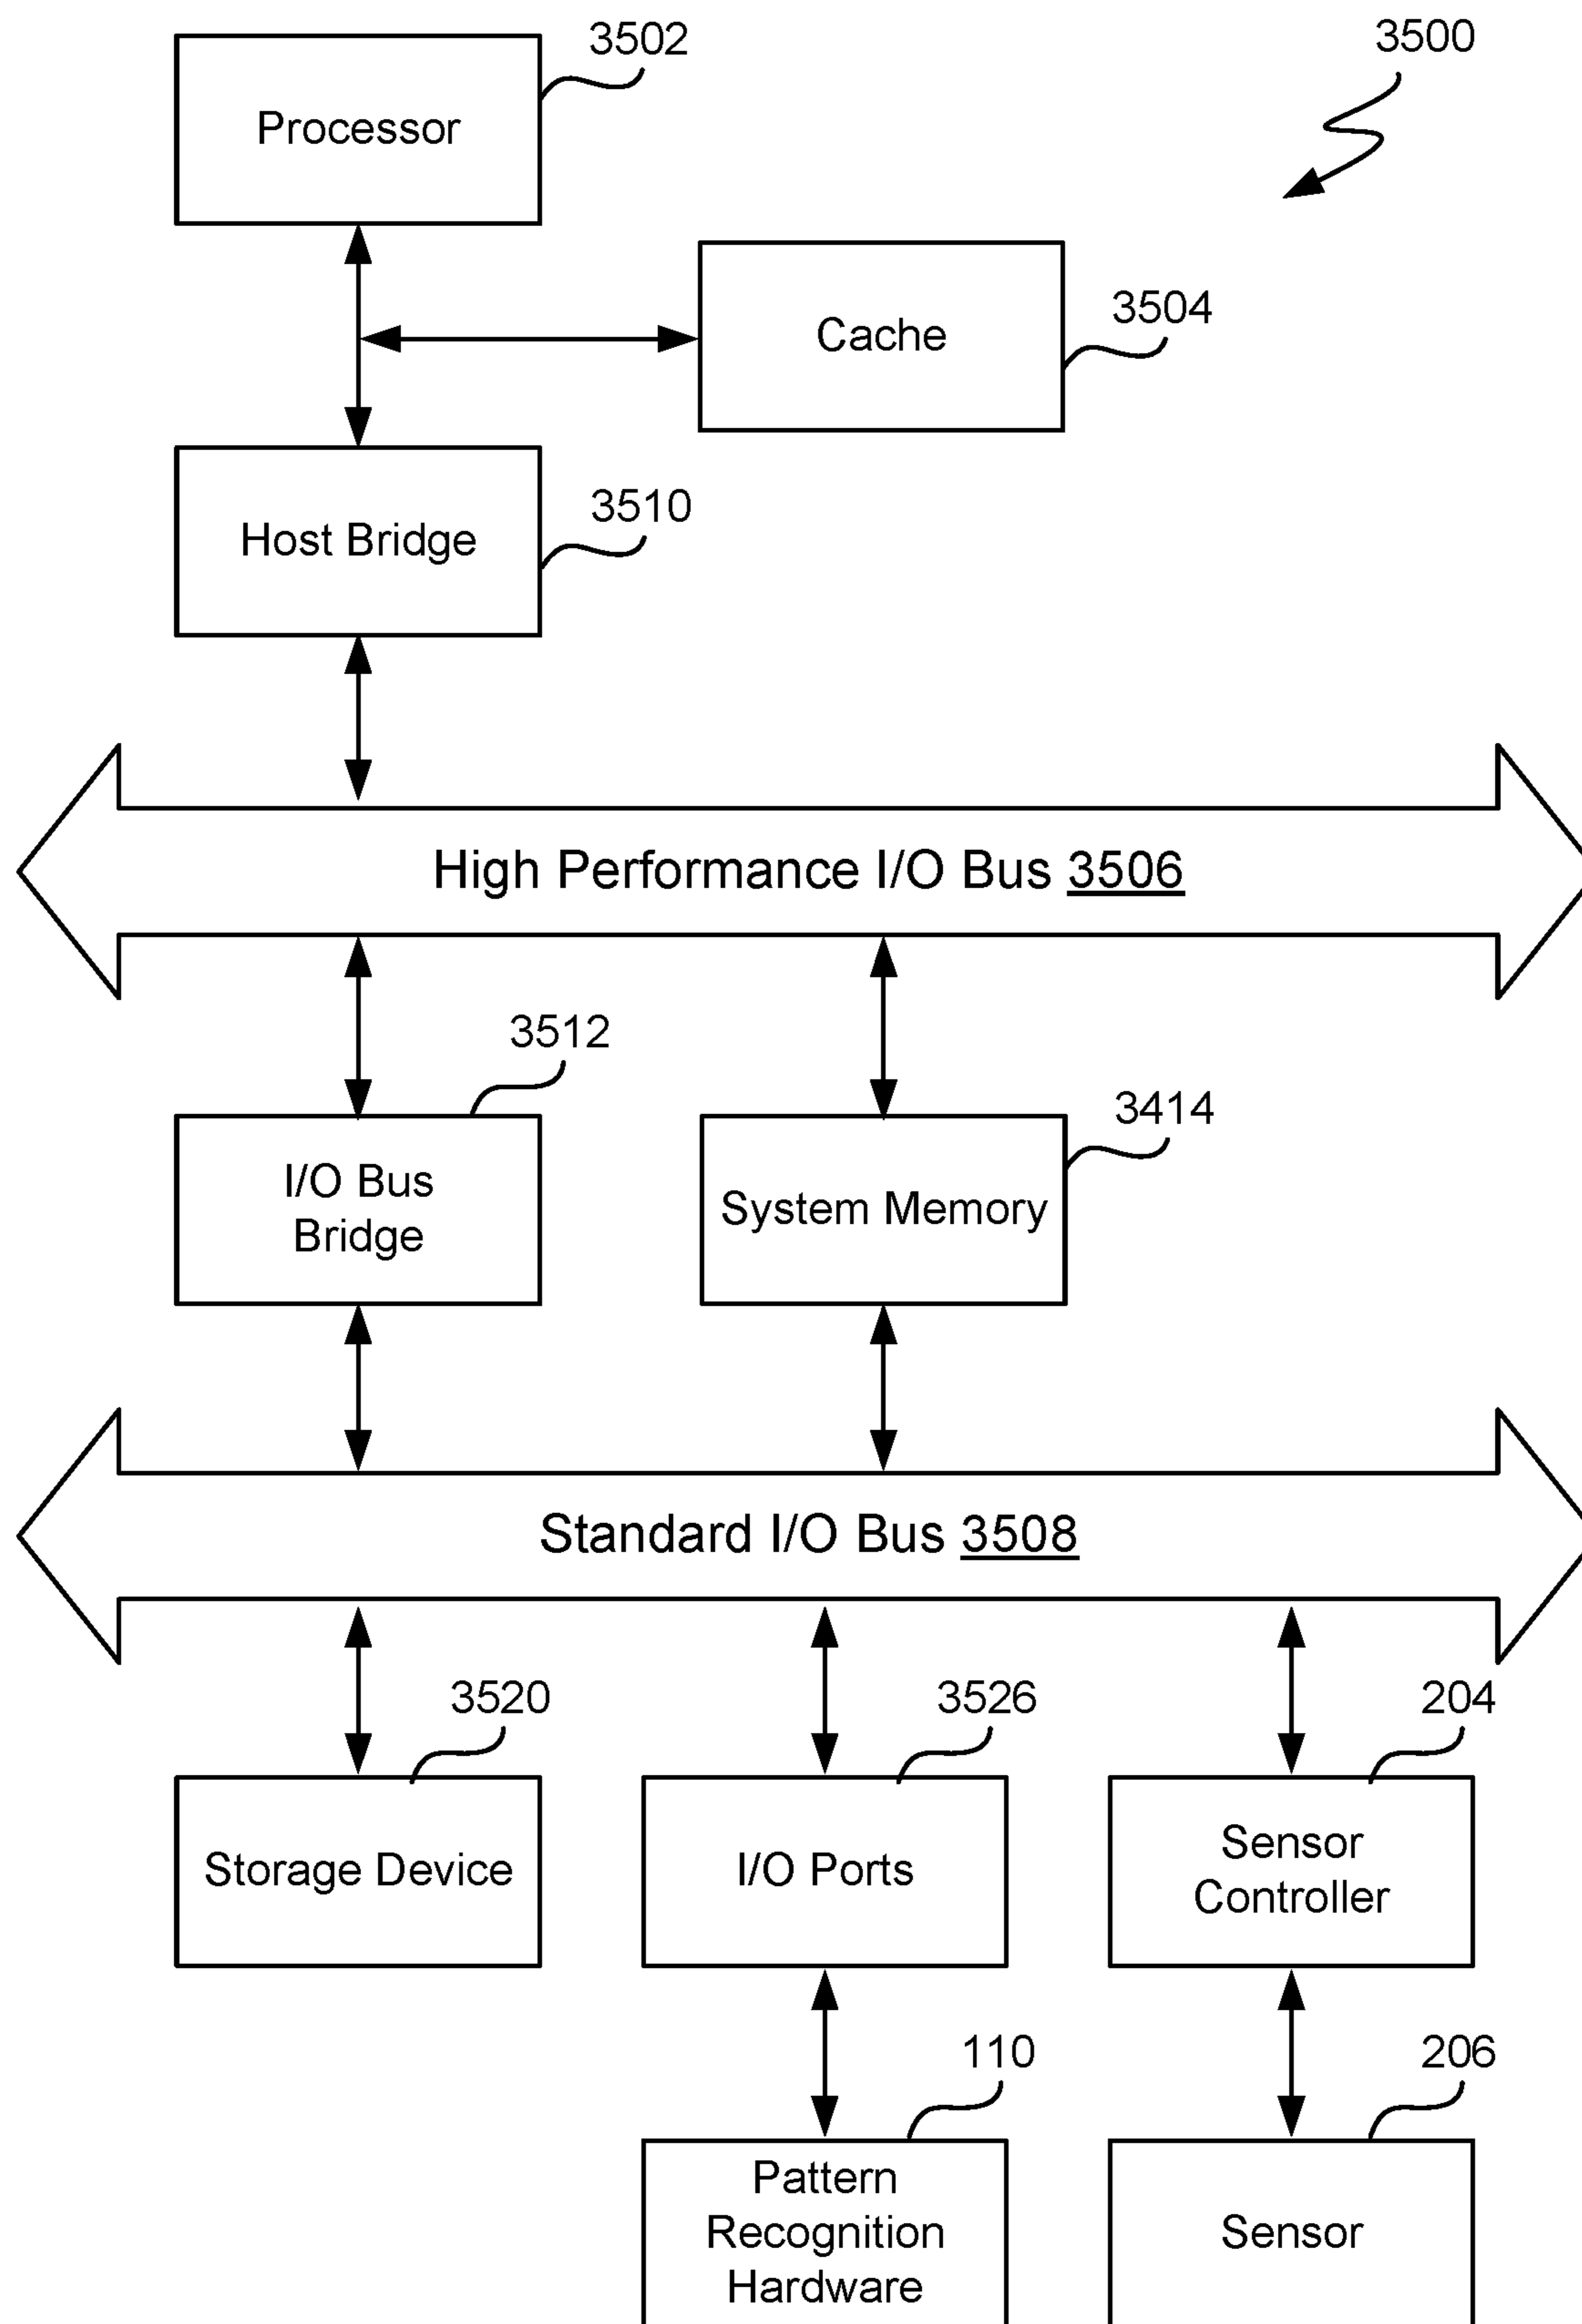 3502
3500
Processor
3504
Cache
3510
Host Bridge
High Performance I/O Bus 3506
3512
3414
I/O Bus
Bridge
System Memory
Standard I/O Bus 3508
3520
3526
204
Storage Device
I/O Ports
Sensor
Controller
110
206
Pattern
Recognition
Hardware
Sensor